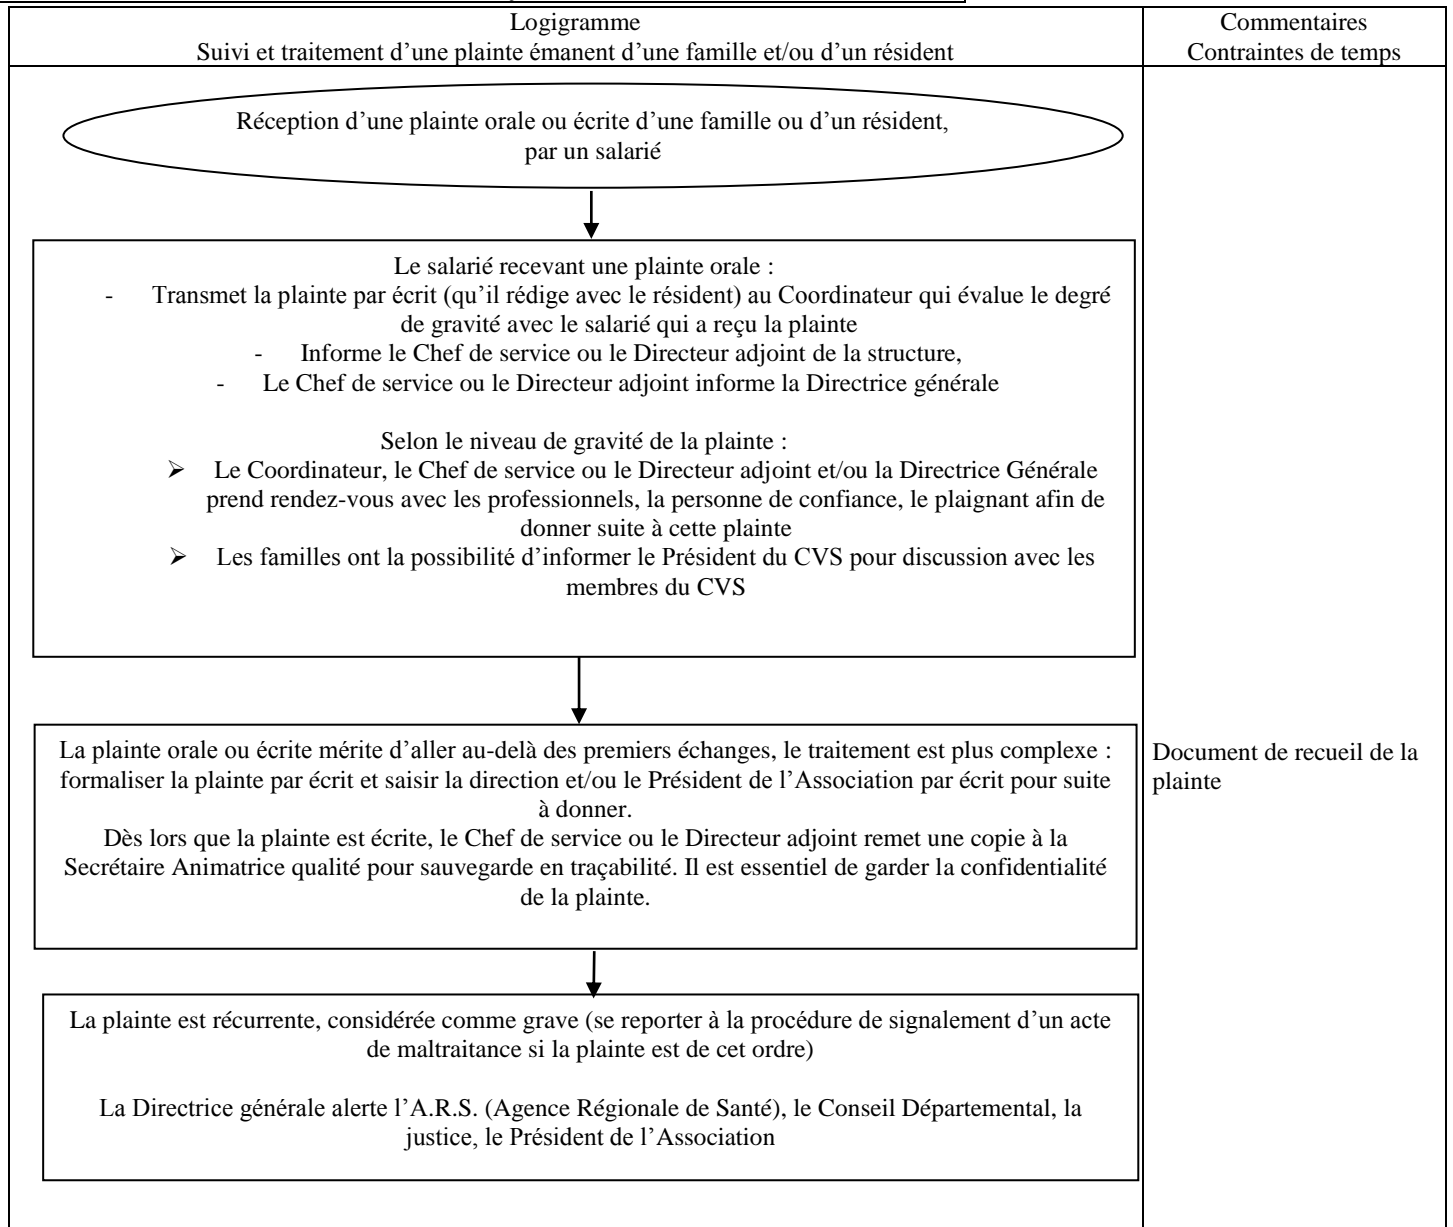 Logigramme
Suivi et traitement d’une plainte émanent d’une famille et/ou d’un résident
Commentaires
Contraintes de temps
Réception d’une plainte orale ou écrite d’une famille ou d’un résident,
par un salarié
Le salarié recevant une plainte orale :
- Transmet la plainte par écrit (qu’il rédige avec le résident) au Coordinateur qui évalue le degré
de gravité avec le salarié qui a reçu la plainte
- Informe le Chef de service ou le Directeur adjoint de la structure,
- Le Chef de service ou le Directeur adjoint informe la Directrice générale
Selon le niveau de gravité de la plainte :
➢ Le Coordinateur, le Chef de service ou le Directeur adjoint et/ou la Directrice Générale
prend rendez-vous avec les professionnels, la personne de confiance, le plaignant afin de
donner suite à cette plainte
➢ Les familles ont la possibilité d’informer le Président du CVS pour discussion avec les
membres du CVS
La plainte orale ou écrite mérite d’aller au-delà des premiers échanges, le traitement est plus complexe :
formaliser la plainte par écrit et saisir la direction et/ou le Président de l’Association par écrit pour suite
à donner.
Dès lors que la plainte est écrite, le Chef de service ou le Directeur adjoint remet une copie à la
Secrétaire Animatrice qualité pour sauvegarde en traçabilité. Il est essentiel de garder la confidentialité
de la plainte.
Document de recueil de la
plainte
La plainte est récurrente, considérée comme grave (se reporter à la procédure de signalement d’un acte
de maltraitance si la plainte est de cet ordre)
La Directrice générale alerte l’A.R.S. (Agence Régionale de Santé), le Conseil Départemental, la
justice, le Président de l’Association